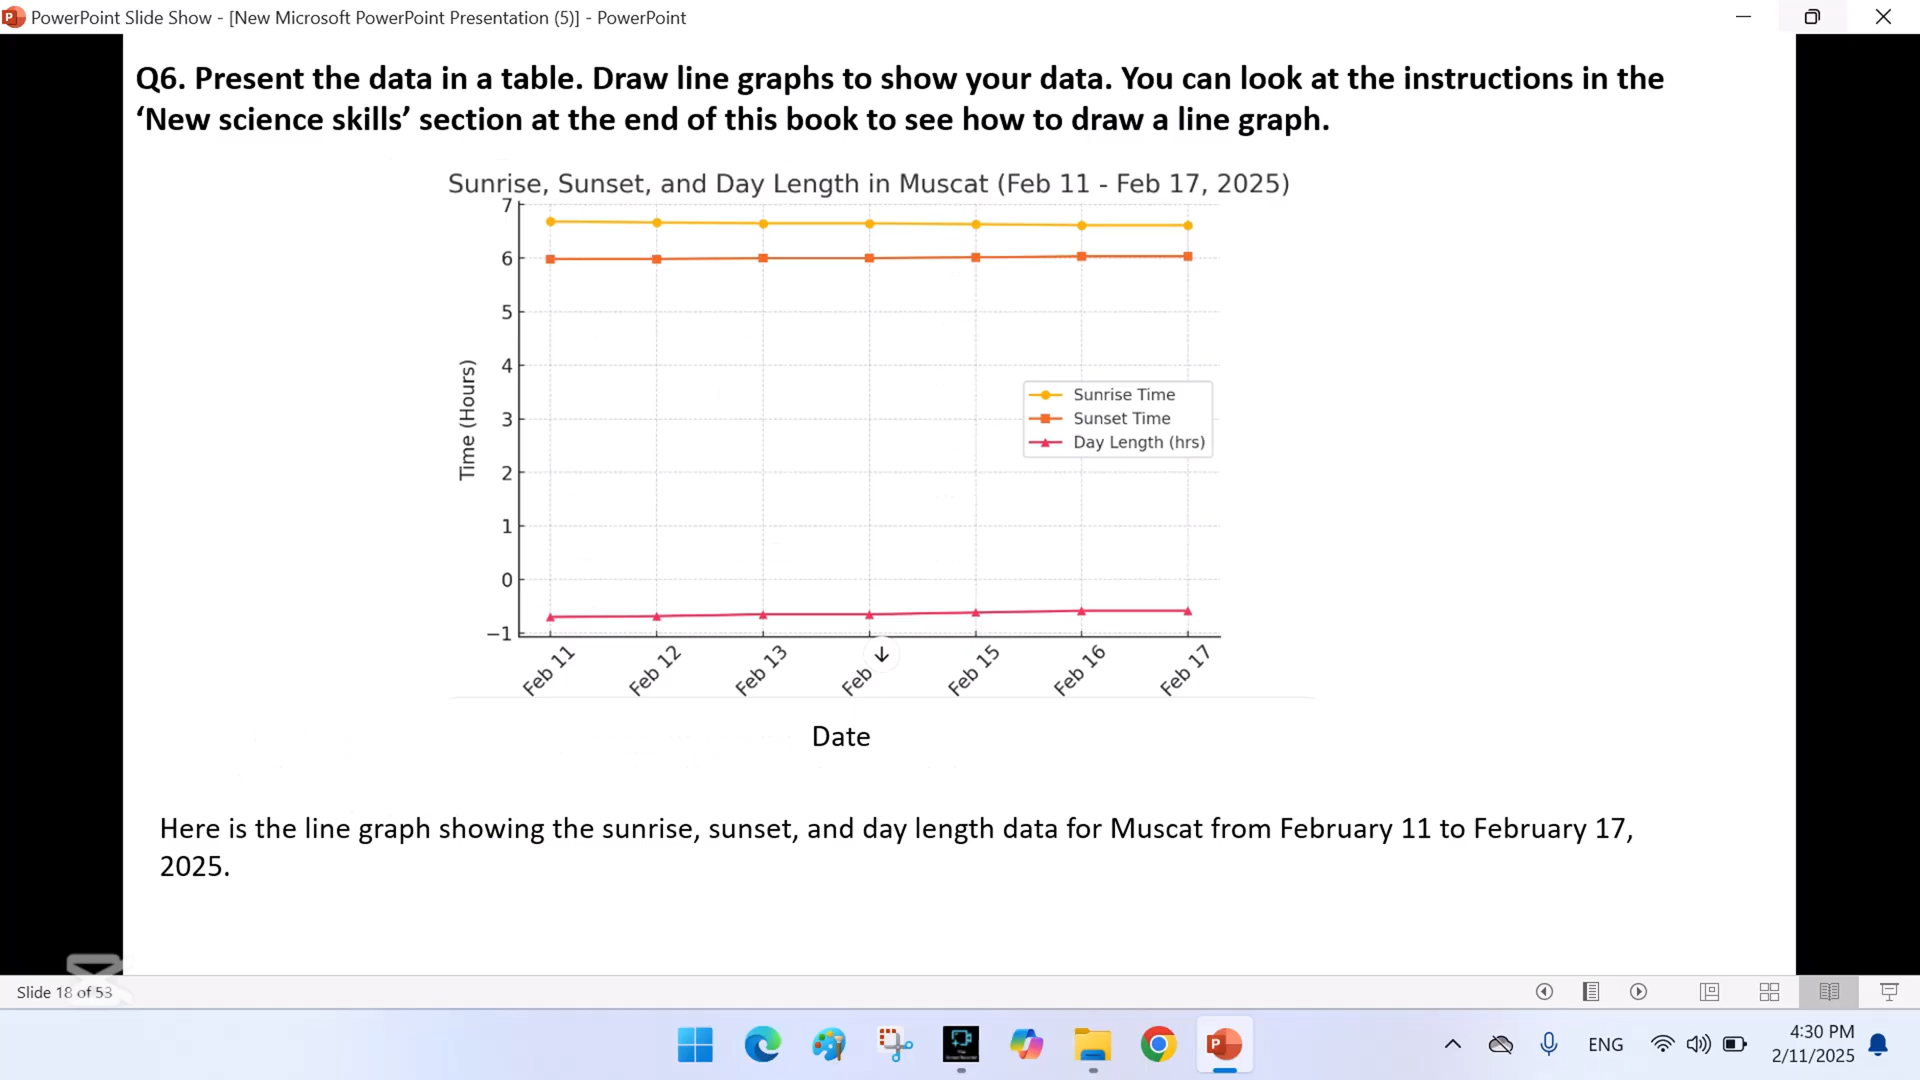 PowerPoint Slide Show - [New Microsoft PowerPoint Presentation (5)] - PowerPoint
Q6. Present the data in a table. Draw line graphs to show your data. You can look at the instructions in the
‘New science skills’ section at the end of this book to see how to draw a line graph.
Sunrise, Sunset, and Day Length in Muscat (Feb 11 - Feb 17, 2025)
7
6
5
4
3
2
1
0
−1
Time (Hours)
Sunrise Time
Sunset Time
Day Length (hrs)
Feb 11
Feb 12
Feb 13
Feb
Feb 15
Feb 16
Feb 17
Date
Here is the line graph showing the sunrise, sunset, and day length data for Muscat from February 11 to February 17,
2025.
Slide 18 of 53
ENG
4:30 PM
2/11/2025